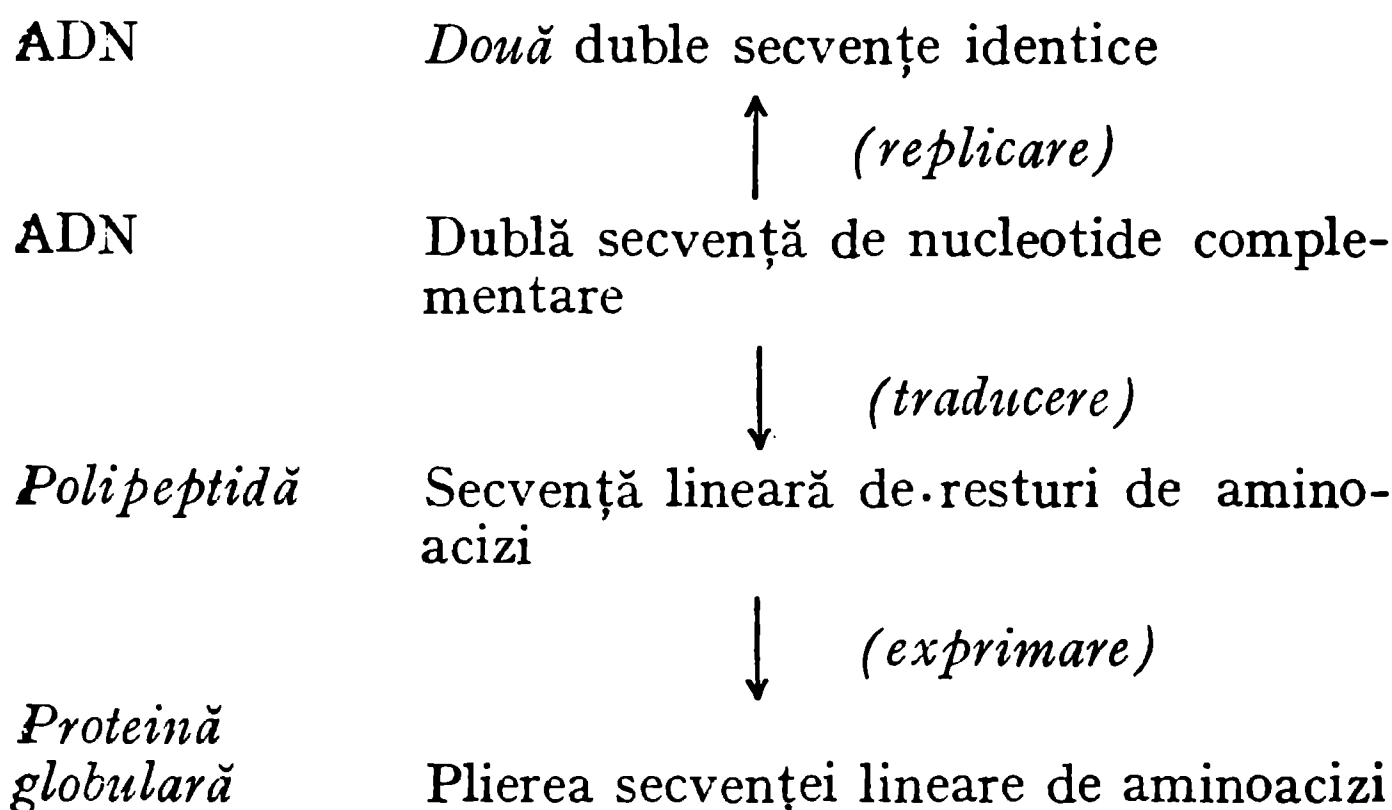 ADN Două duble secvențe identice
(replicare)
ADN Dublă secvență de nucleotide comple-
mentare
(traducere)
Polipeptidă Secvență lineară de resturi de amino-
acizi
(exprimare)
Proteină
globulară Plierea secvenței lineare de aminoacizi